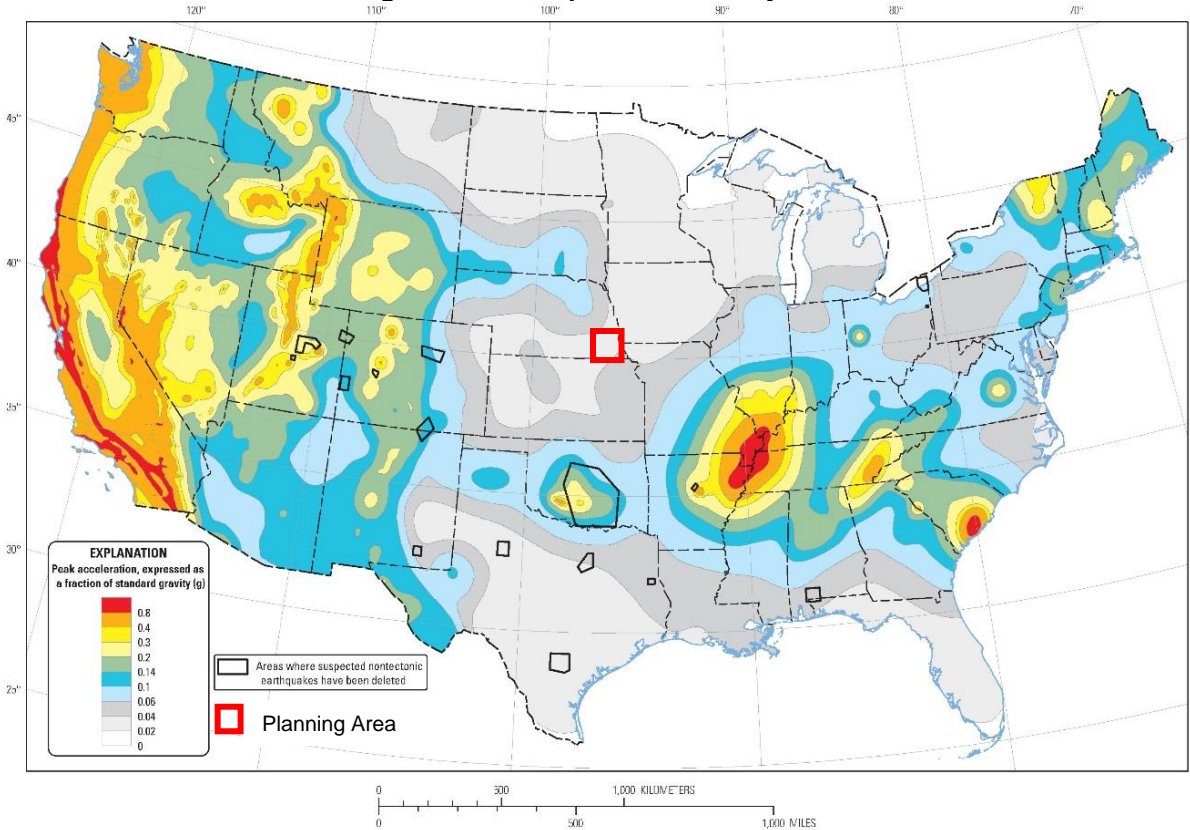 120°
110°
100°
90°
80°
70°
45°
40°
35°
30°
25°
EXPLANATION
Peak acceleration, expressed as
a fraction of standard gravity (g)
0.8
0.4
0.3
0.2
0.14
0.1
0.06
0.04
0.02
0
Areas where suspected nontectonic
earthquakes have been deleted
Planning Area
0 500 1,000 KILOMETERS
0 500 1,000 MILES